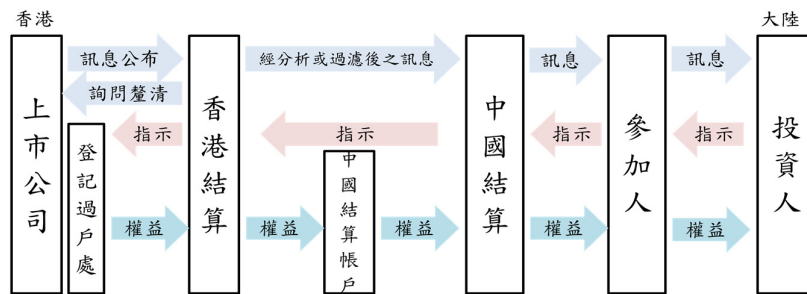 香港
大陸
訊息公布
經分析或過濾後之訊息
訊息
訊息
詢問釐清
上市公司
香港結算
中國結算
參加人
投資人
指示
指示
指示
指示
登記過戶處
中國結算帳戶
權益
權益
權益
權益
權益